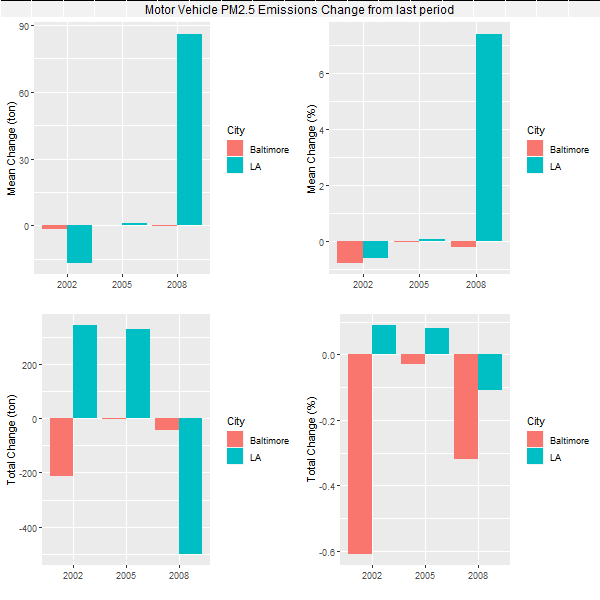 Motor Vehicle PM2.5 Emissions Change from last period
Mean Change (ton)
90
60
30
0
2002 2005 2008
City
Baltimore
LA
Mean Change (%)
6
4
2
0
2002 2005 2008
City
Baltimore
LA
Total Change (ton)
200
0
-200
-400
2002 2005 2008
City
Baltimore
LA
Total Change (%)
0.0
-0.2
-0.4
-0.6
2002 2005 2008
City
Baltimore
LA